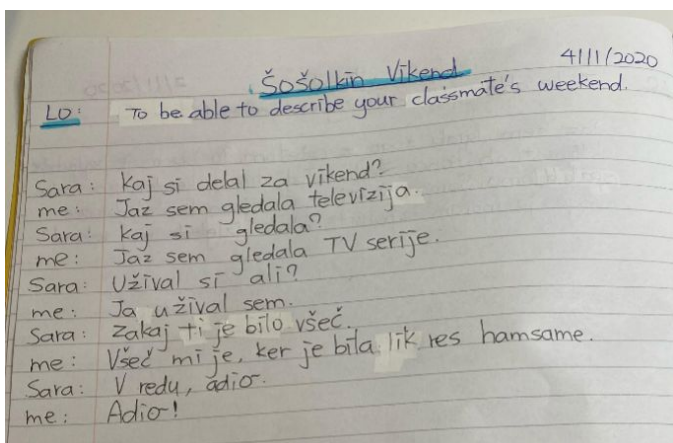 Šošolkin Vikend
4/11/2020
LO: To be able to describe your classmate's weekend.
Sara: Kaj si delal za vikend?
me: Jaz sem gledala televizija.
Sara: Kaj si gledala?
me: Jaz sem gledala TV serije.
Sara: Užival si ali?
me: Ja užival sem.
Sara: Zakaj ti je bilo všeč.
me: Všeč mi je, ker je bila lik res hamsame.
Sara: V redu, adio.
me: Adio!